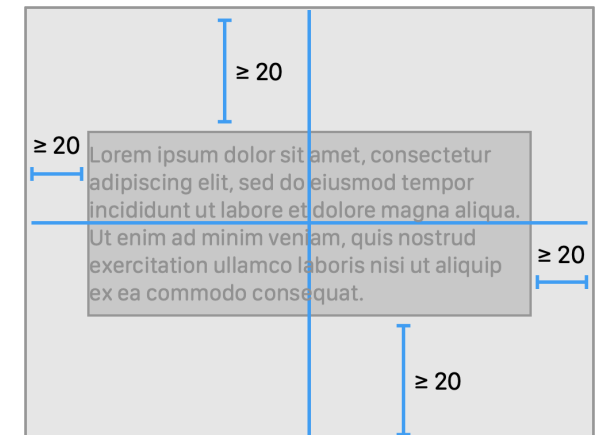 ≥ 20
≥ 20
Lorem ipsum dolor sit amet, consectetur
adipiscing elit, sed do eiusmod tempor
incididunt ut labore et dolore magna aliqua.
Ut enim ad minim veniam, quis nostrud
exercitation ullamco laboris nisi ut aliquip
ex ea commodo consequat.
≥ 20
≥ 20